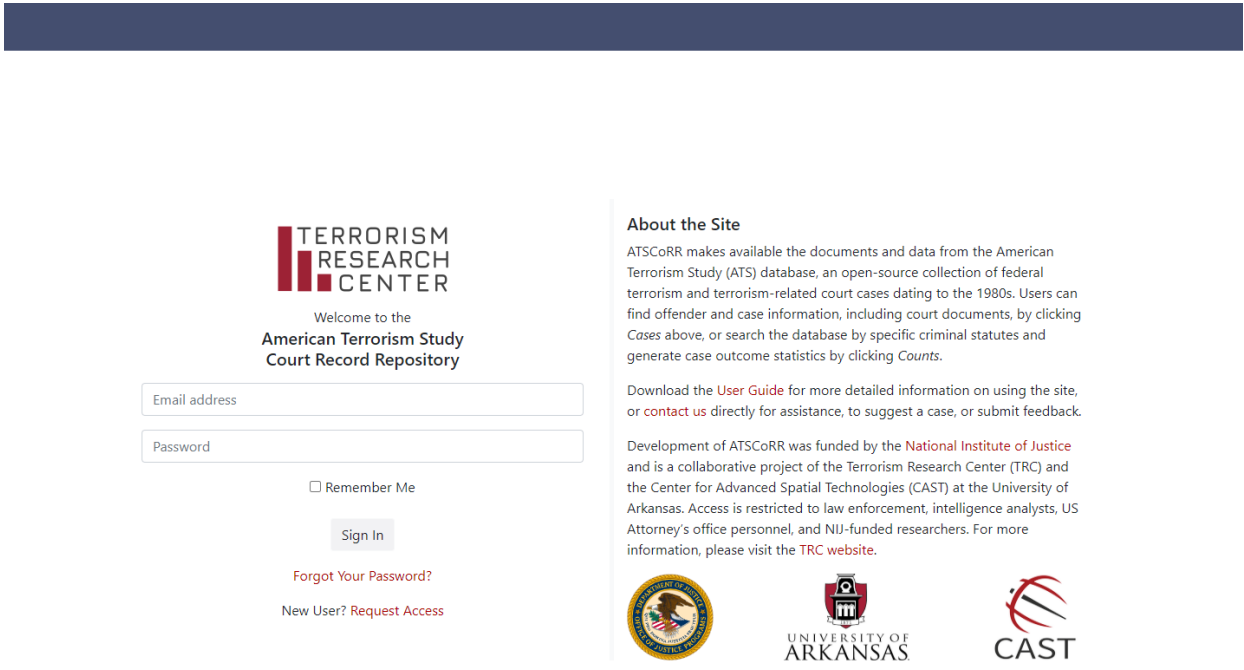 TERRORISM
RESEARCH
CENTER
Welcome to the
American Terrorism Study
Court Record Repository
Email address
Password
Remember Me
Sign In
Forgot Your Password?
New User? Request Access
About the Site
ATSCoRR makes available the documents and data from the American
Terrorism Study (ATS) database, an open-source collection of federal
terrorism and terrorism-related court cases dating to the 1980s. Users can
find offender and case information, including court documents, by clicking
Cases above, or search the database by specific criminal statutes and
generate case outcome statistics by clicking Counts.
Download the User Guide for more detailed information on using the site,
or contact us directly for assistance, to suggest a case, or submit feedback.
Development of ATSCoRR was funded by the National Institute of Justice
and is a collaborative project of the Terrorism Research Center (TRC) and
the Center for Advanced Spatial Technologies (CAST) at the University of
Arkansas. Access is restricted to law enforcement, intelligence analysts, US
Attorney's office personnel, and NIJ-funded researchers. For more
information, please visit the TRC website.
DEPARTMENT OF JUSTICE
OFFICE OF JUSTICE PROGRAMS
UNIVERSITY OF
ARKANSAS
CAST